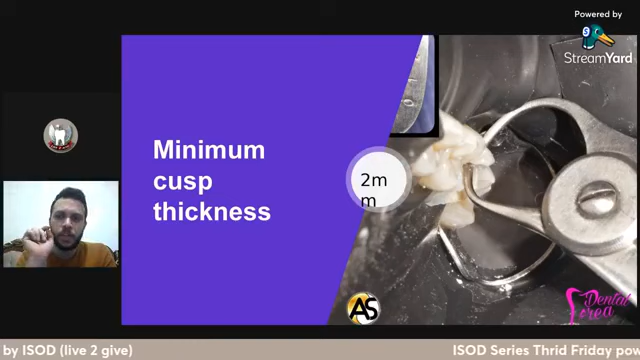 Powered by
StreamYard
Minimum
cusp
thickness
2m
m
AS
Dental
by ISOD (live 2 give)
ISOD Series Thrid Friday pow